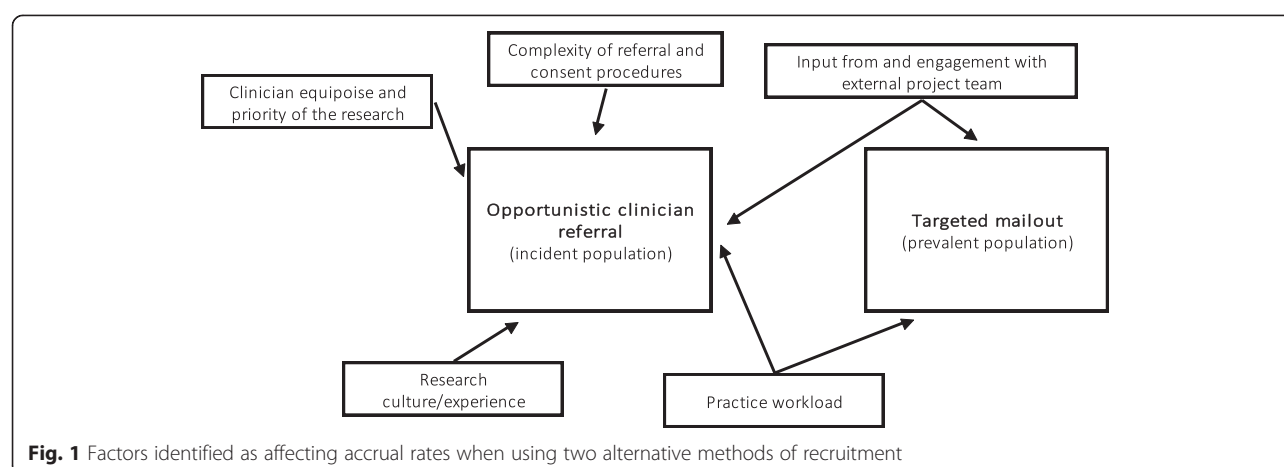 Complexity of referral and
consent procedures
Input from and engagement with
external project team
Clinician equipoise and
priority of the research
Opportunistic clinician
referral
(incident population)
Targeted mailout
(prevalent population)
Research
culture/experience
Practice workload
Fig. 1 Factors identified as affecting accrual rates when using two alternative methods of recruitment